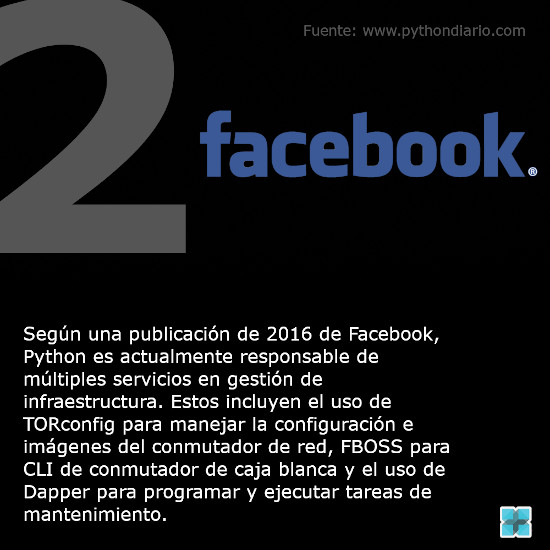 Fuente: www.pythondiario.com
2
facebook®
Según una publicación de 2016 de Facebook,
Python es actualmente responsable de
múltiples servicios en gestión de
infraestructura. Estos incluyen el uso de
TORconfig para manejar la configuración e
imágenes del conmutador de red, FBOSS para
CLI de conmutador de caja blanca y el uso de
Dapper para programar y ejecutar tareas de
mantenimiento.